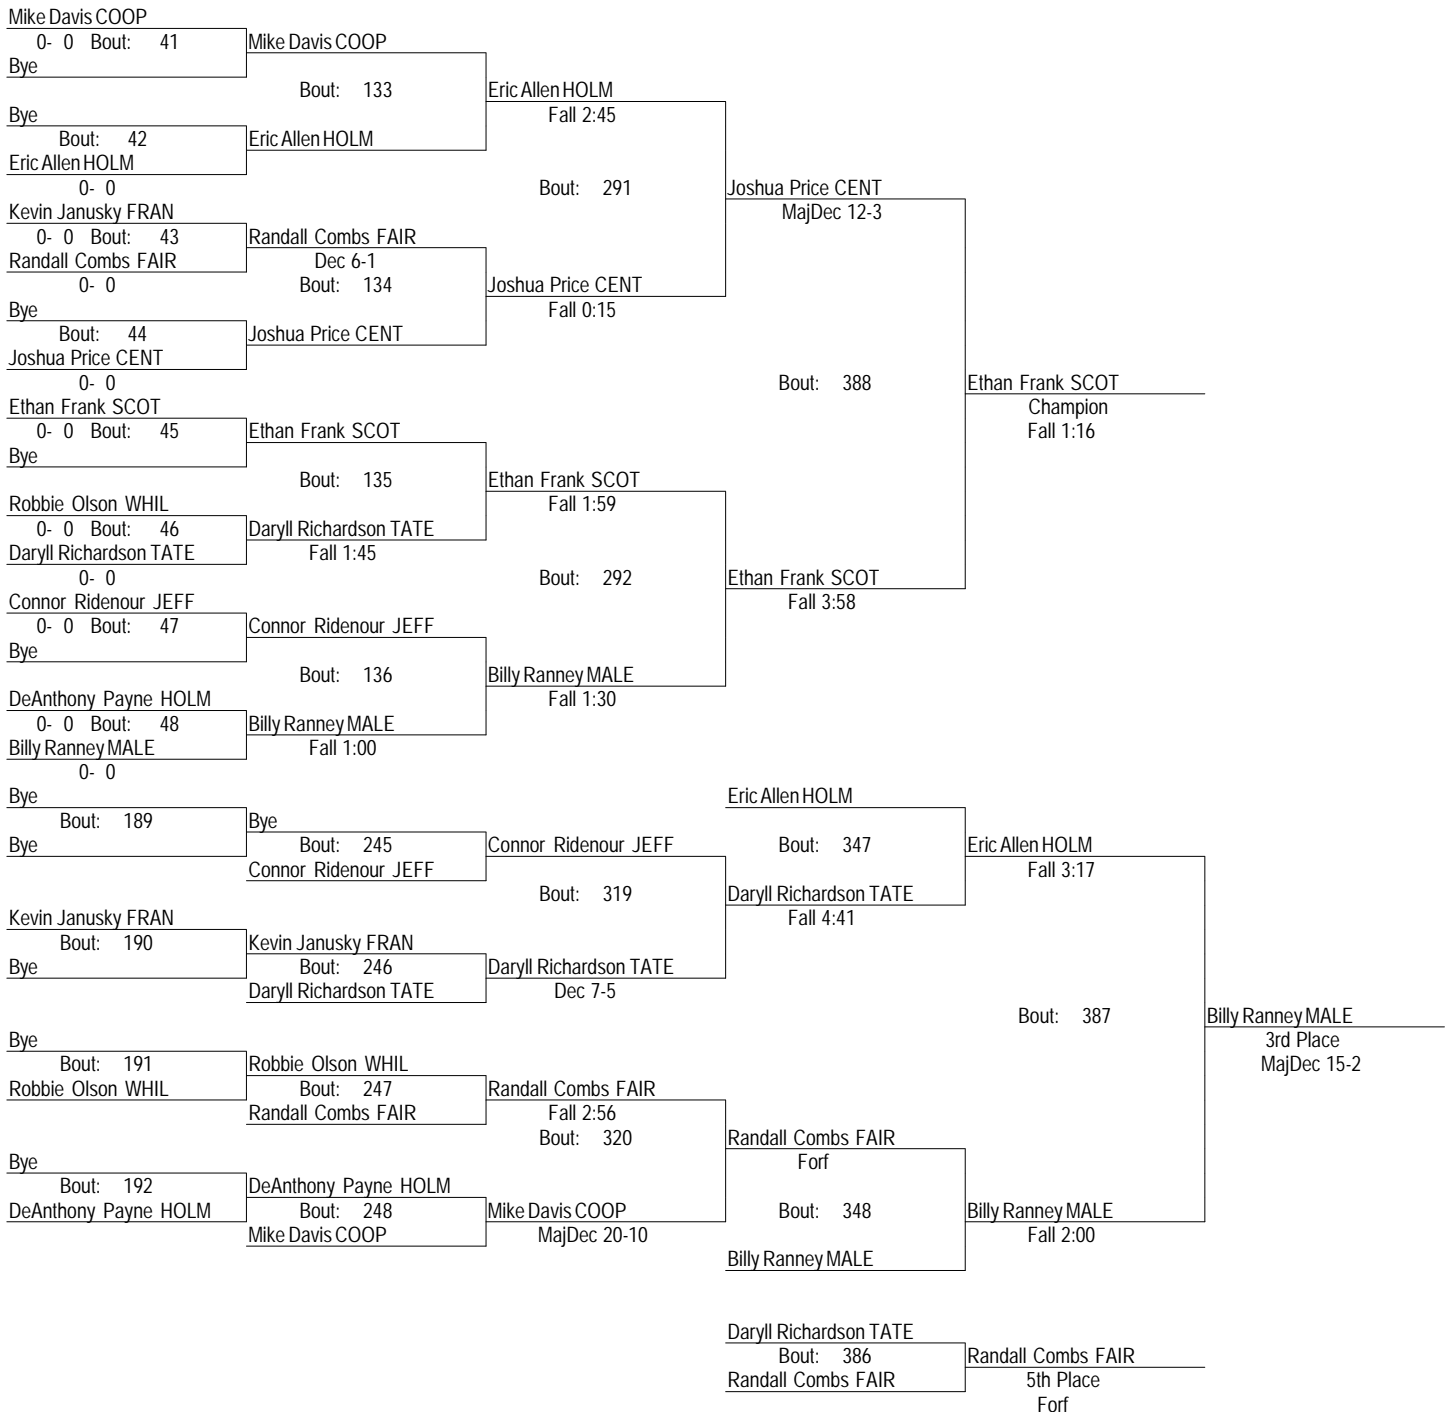 Mike Davis COOP
0- 0 Bout: 41 Mike Davis COOP
Bye
Bout: 133 Eric Allen HOLM
Bye Fall 2:45
Bout: 42 Eric Allen HOLM
Eric Allen HOLM
0- 0 Bout: 291 Joshua Price CENT
Kevin Janusky FRAN MajDec 12-3
0- 0 Bout: 43 Randall Combs FAIR
Randall Combs FAIR Dec 6-1
0- 0 Bout: 134 Joshua Price CENT
Bye Fall 0:15
Bout: 44 Joshua Price CENT
Joshua Price CENT
0- 0 Bout: 388 Ethan Frank SCOT
Ethan Frank SCOT Champion
0- 0 Bout: 45 Ethan Frank SCOT Fall 1:16
Bye
Bout: 135 Ethan Frank SCOT
Robbie Olson WHIL Fall 1:59
0- 0 Bout: 46 Daryll Richardson TATE
Daryll Richardson TATE Fall 1:45
0- 0 Bout: 292 Ethan Frank SCOT
Connor Ridenour JEFF Fall 3:58
0- 0 Bout: 47 Connor Ridenour JEFF
Bye
Bout: 136 Billy Ranney MALE
DeAnthony Payne HOLM Fall 1:30
0- 0 Bout: 48 Billy Ranney MALE
Billy Ranney MALE Fall 1:00
0- 0
Bye Eric Allen HOLM
Bout: 189 Bye
Bye Bout: 245 Connor Ridenour JEFF Bout: 347 Eric Allen HOLM
Connor Ridenour JEFF Fall 3:17
Bout: 319 Daryll Richardson TATE
Kevin Janusky FRAN Fall 4:41
Bout: 190 Kevin Janusky FRAN
Bye Bout: 246 Daryll Richardson TATE
Daryll Richardson TATE Dec 7-5
Bout: 387 Billy Ranney MALE
Bye 3rd Place
Bout: 191 Robbie Olson WHIL MajDec 15-2
Robbie Olson WHIL Bout: 247 Randall Combs FAIR
Randall Combs FAIR Fall 2:56
Bout: 320 Randall Combs FAIR
Bye Forf
Bout: 192 DeAnthony Payne HOLM
DeAnthony Payne HOLM Bout: 248 Mike Davis COOP Bout: 348 Billy Ranney MALE
Mike Davis COOP MajDec 20-10 Fall 2:00
Billy Ranney MALE
Daryll Richardson TATE
Bout: 386 Randall Combs FAIR
Randall Combs FAIR 5th Place
Forf